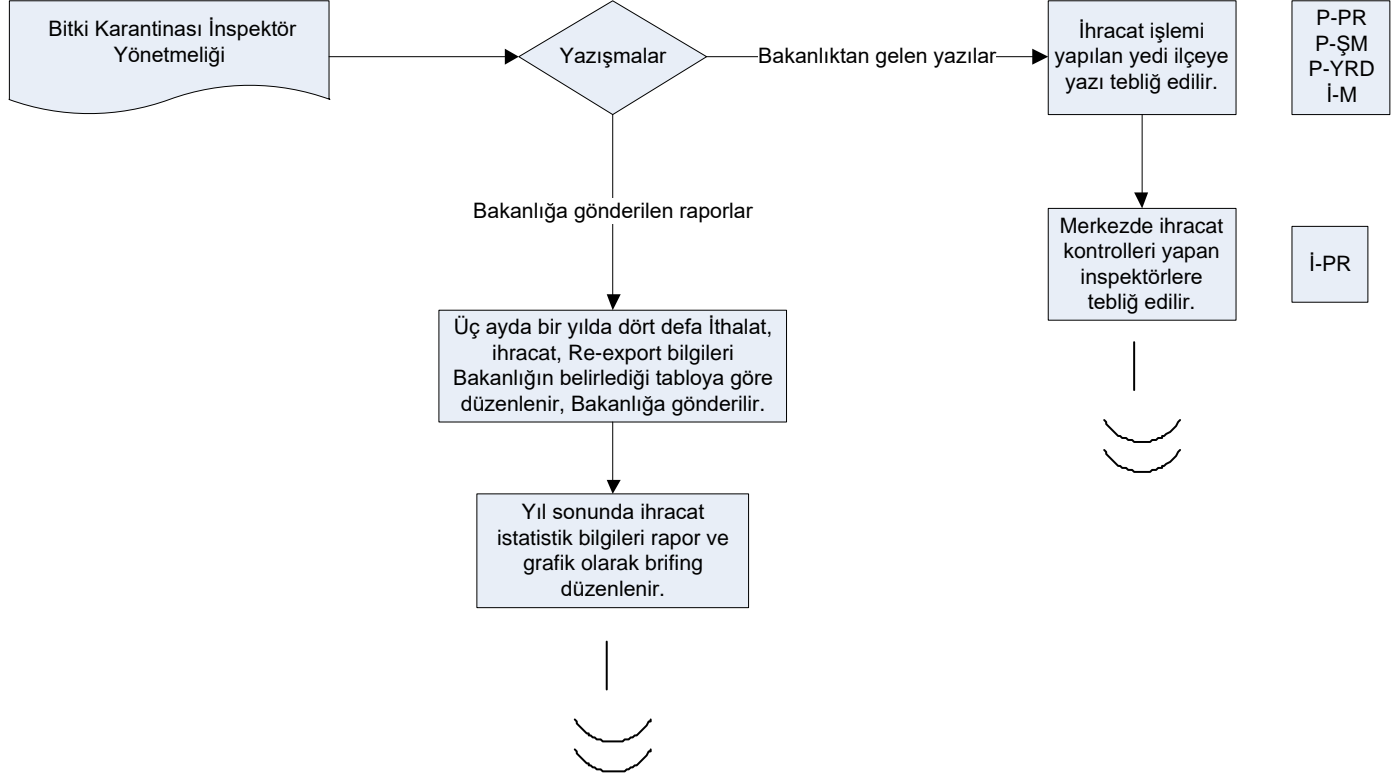 Bitki Karantinası İnspektör
Yönetmeliği
Yazışmalar
Bakanlıktan gelen yazılar
İhracat işlemi
yapılan yedi ilçeye
yazı tebliğ edilir.
P-PR
P-ŞM
P-YRD
İ-M
Bakanlığa gönderilen raporlar
Merkezde ihracat
kontrolleri yapan
inspektörlere
tebliğ edilir.
İ-PR
Üç ayda bir yılda dört defa İthalat,
ihracat, Re-export bilgileri
Bakanlığın belirlediği tabloya göre
düzenlenir, Bakanlığa gönderilir.
Yıl sonunda ihracat
istatistik bilgileri rapor ve
grafik olarak brifing
düzenlenir.